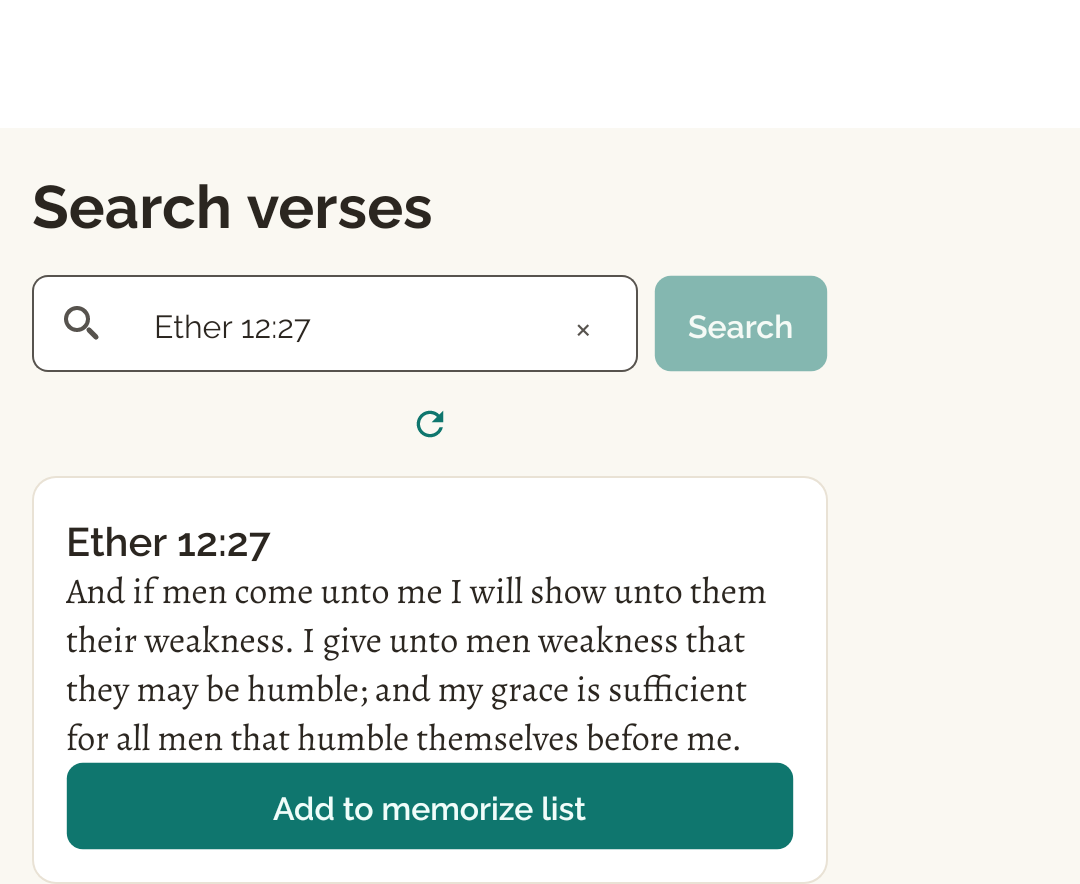 Search verses
Ether 12:27
×
Search
Ether 12:27
And if men come unto me I will show unto them
their weakness. I give unto men weakness that
they may be humble; and my grace is sufficient
for all men that humble themselves before me.
Add to memorize list